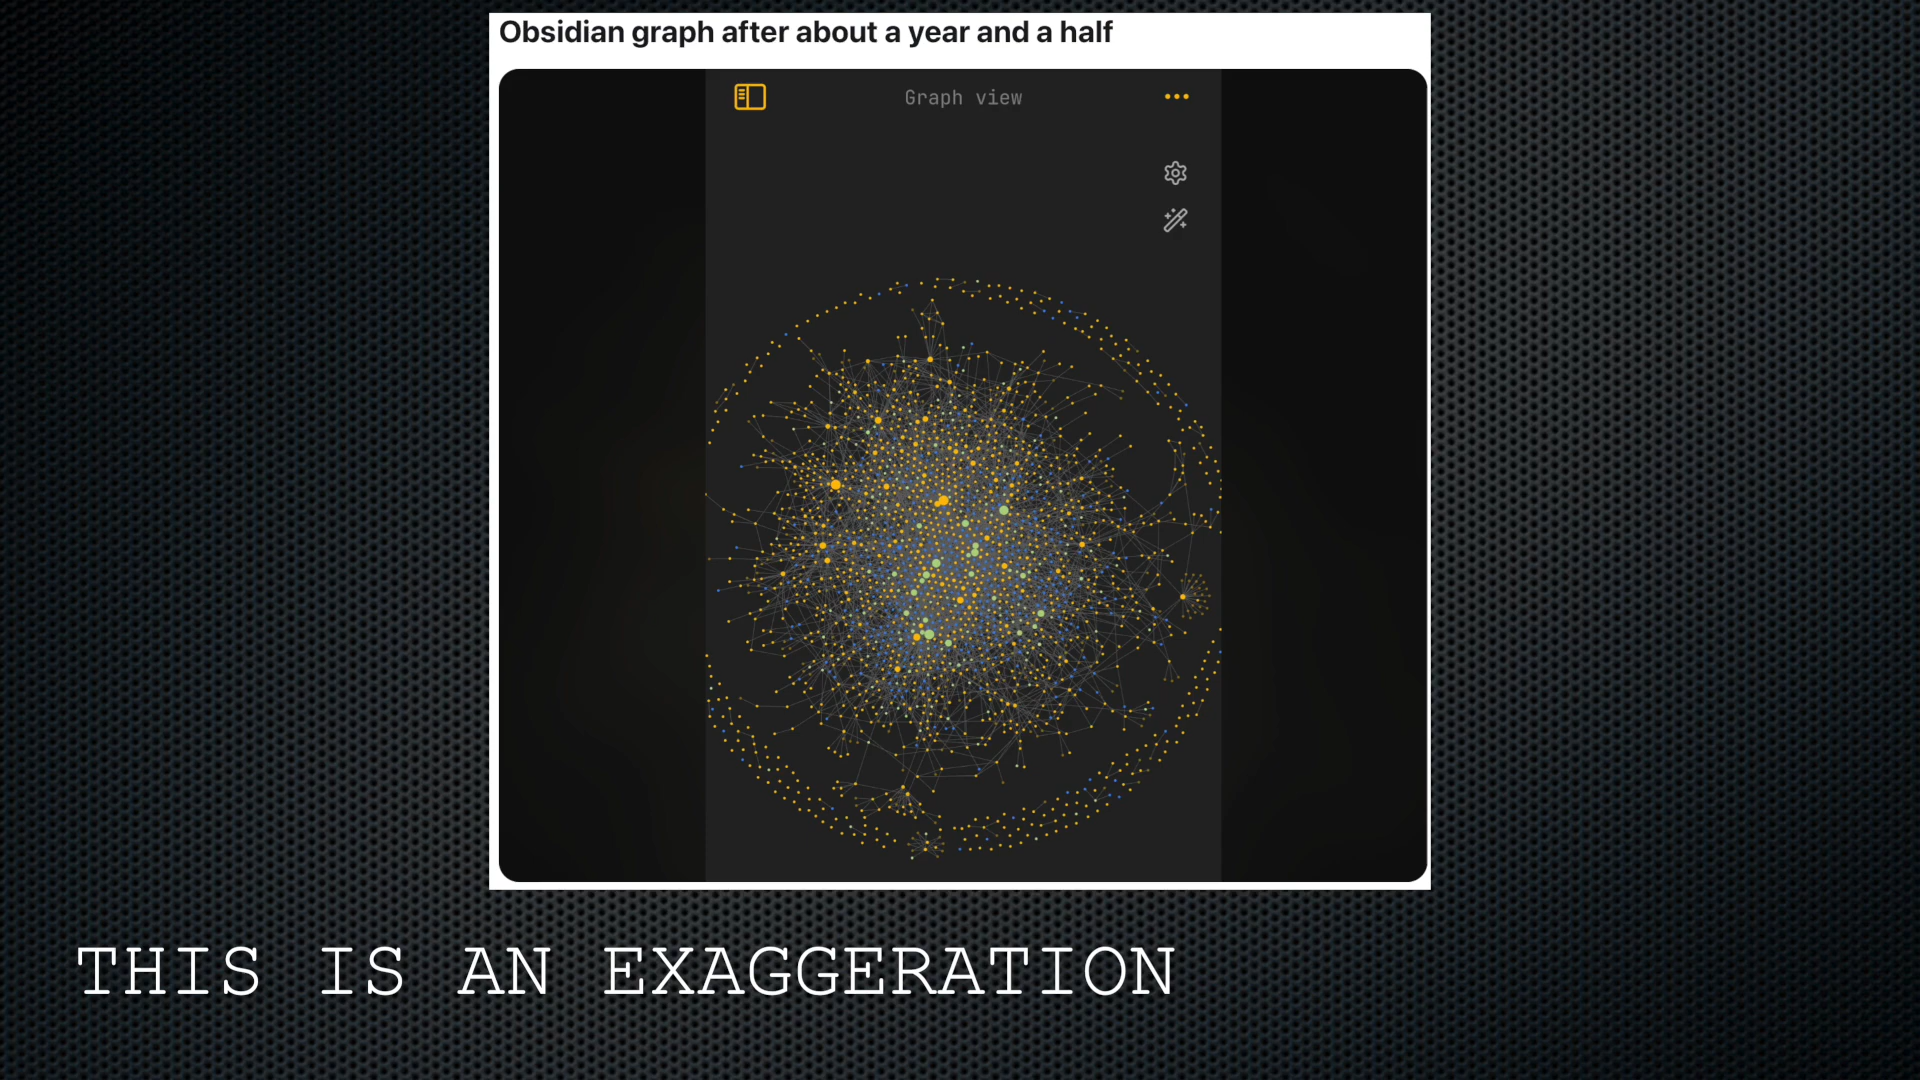 Obsidian graph after about a year and a half
Graph view
THIS IS AN EXAGGERATION